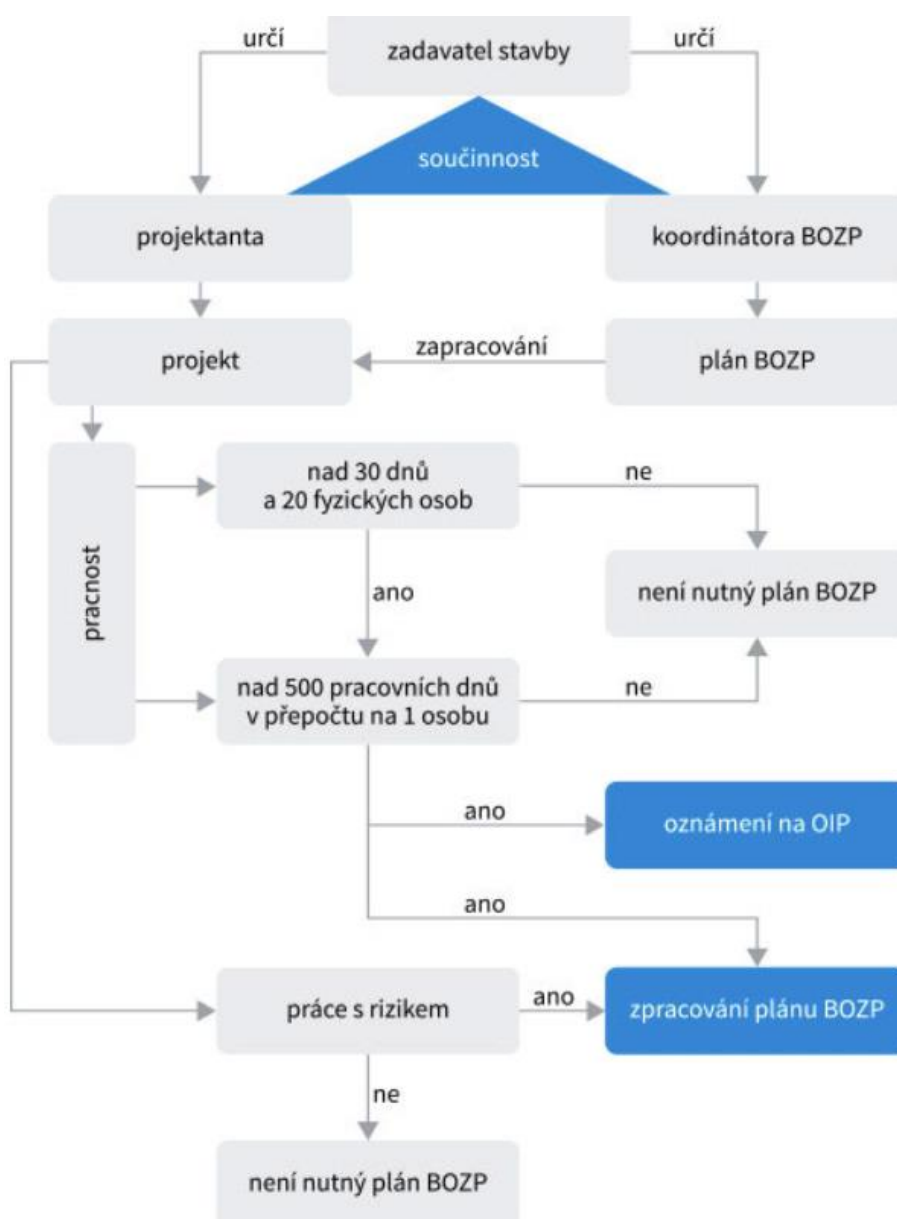 určí
zadavatel stavby
určí
součinnost
projektanta
koordinátora BOZP
projekt
zapracování
plán BOZP
pracnost
nad 30 dnů
a 20 fyzických osob
ne
ano
není nutný plán BOZP
nad 500 pracovních dnů
v přepočtu na 1 osobu
ne
ano
oznámení na OIP
ano
práce s rizikem
ano
zpracování plánu BOZP
ne
není nutný plán BOZP